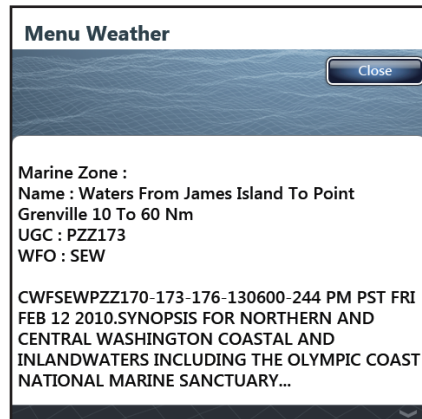 Menu Weather
Close
Marine Zone :
Name : Waters From James Island To Point
Grenville 10 To 60 Nm
UGC : PZZ173
WFO : SEW
CWFSEWPZZ170-173-176-130600-244 PM PST FRI
FEB 12 2010.SYNOPSIS FOR NORTHERN AND
CENTRAL WASHINGTON COASTAL AND
INLANDWATERS INCLUDING THE OLYMPIC COAST
NATIONAL MARINE SANCTUARY...